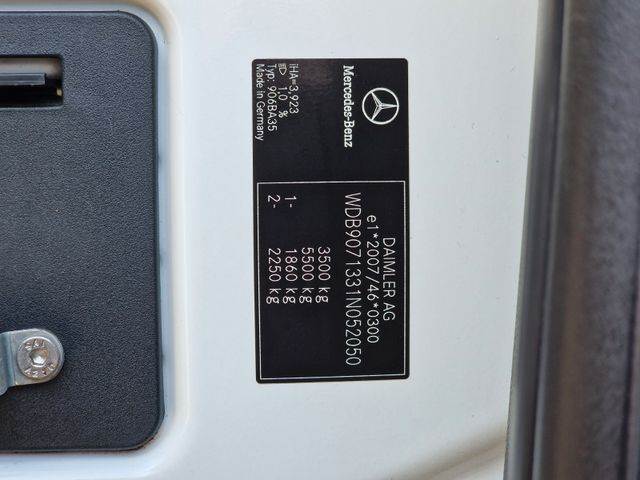 Mercedes-Benz
iHA=3,923
1,0 %
Typ: 906BA35
Made in Germany
DAIMLER AG
e1*2007/46*0300
WDB9071331N052050
3500 kg
5500 kg
1- 1860 kg
2- 2250 kg